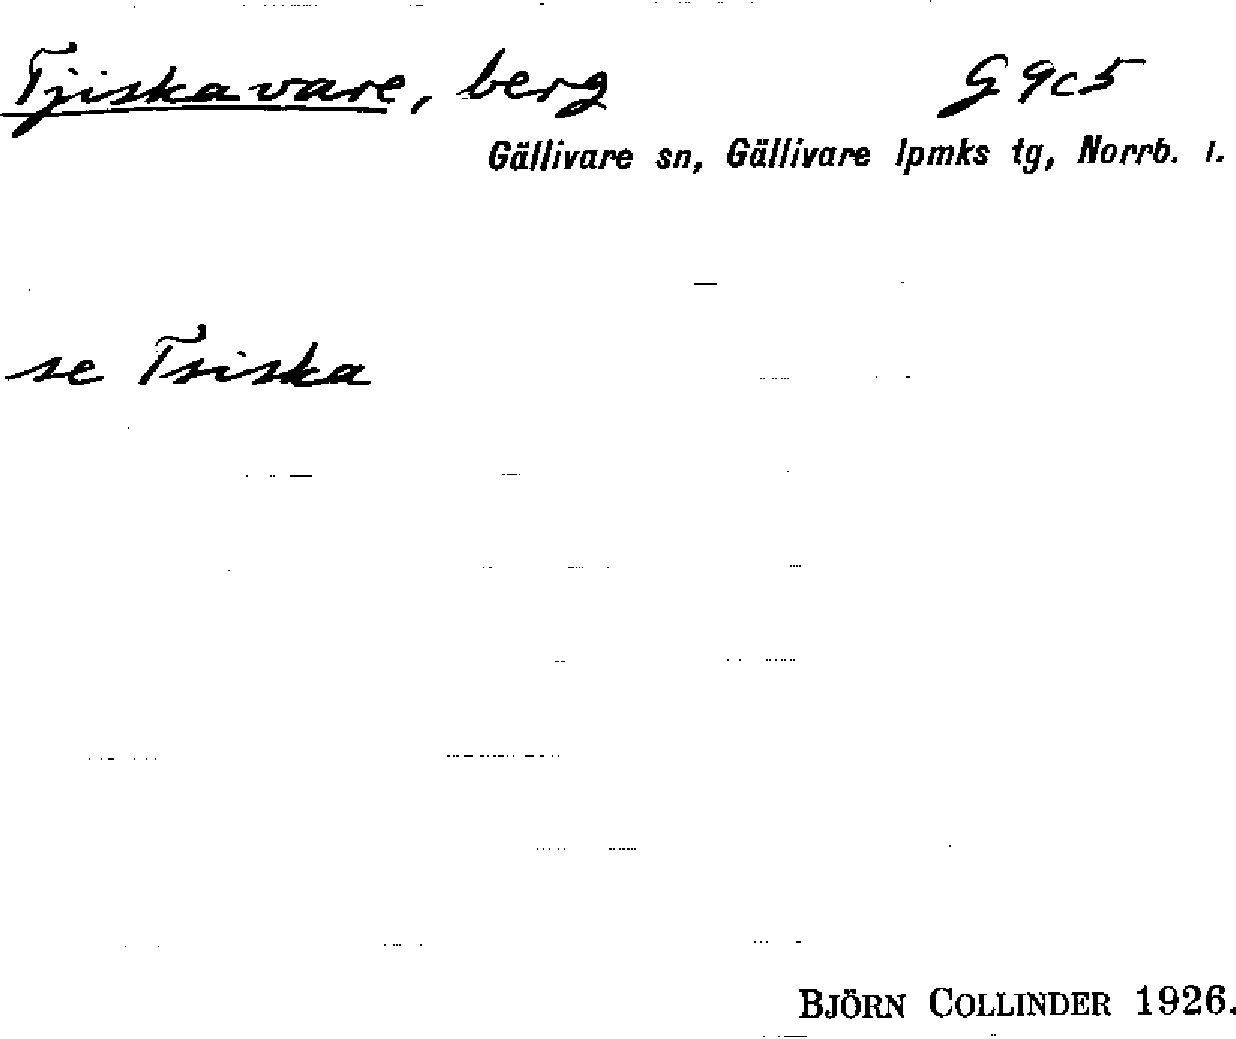 Tjiskavare, berg G 9c5
Gällivare sn, Gällivare lpmks tg, Norrb. l.
se Tsiska
BJÖRN COLLINDER 1926.